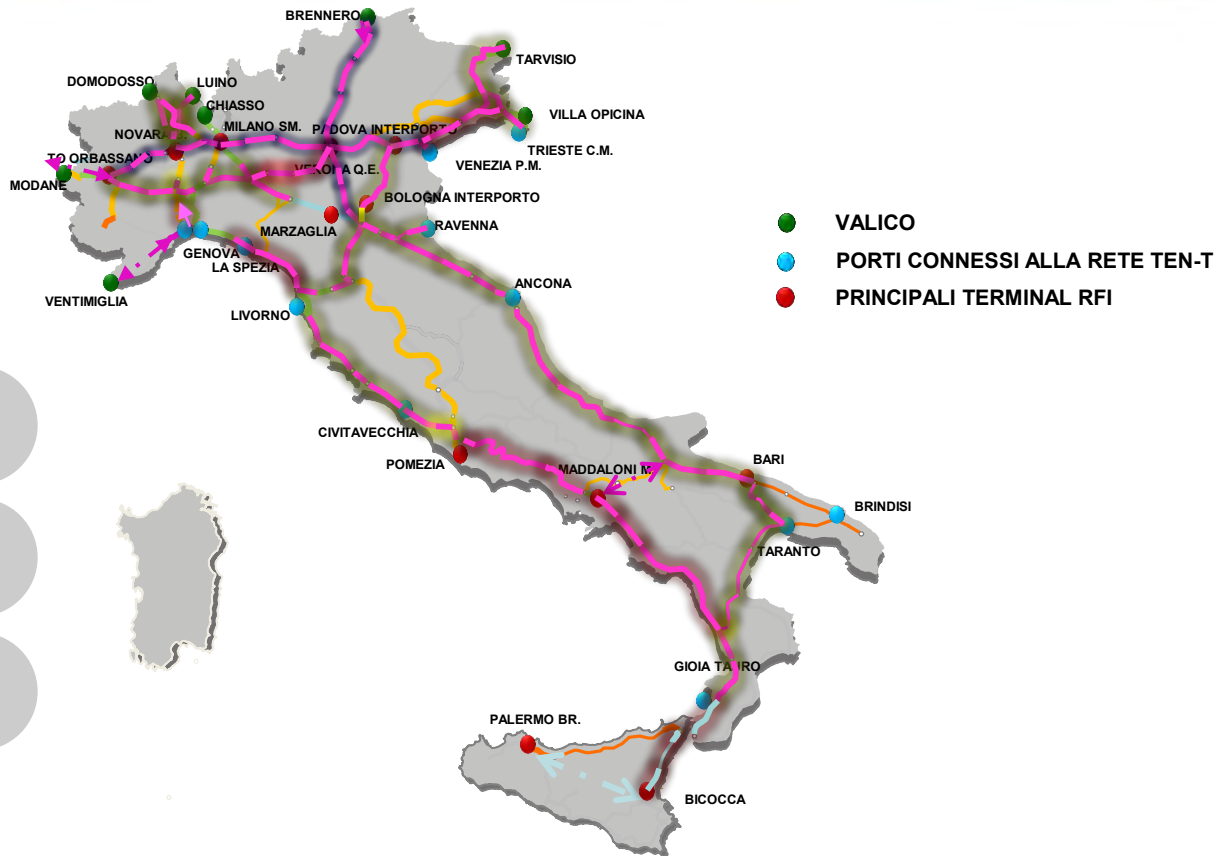 BRENNERO
TARVISIO
DOMODOSSO
LUINO
CHIASSO
VILLA OPICINA
NOVARA
MILANO SM.
PADOVA INTERPORTO
TRIESTE C.M.
TO ORBASSANO
VENEZIA P.M.
VERONA Q.E.
MODANE
BOLOGNA INTERPORTO
MARZAGLIA
RAVENNA
GENOVA
LA SPEZIA
VENTIMIGLIA
LIVORNO
ANCONA
CIVITAVECCHIA
POMEZIA
MADDALONI M.
BARI
BRINDISI
TARANTO
GIOIA TAURO
PALERMO BR.
BICOCCA
VALICO
PORTI CONNESSI ALLA RETE TEN-T
PRINCIPALI TERMINAL RFI